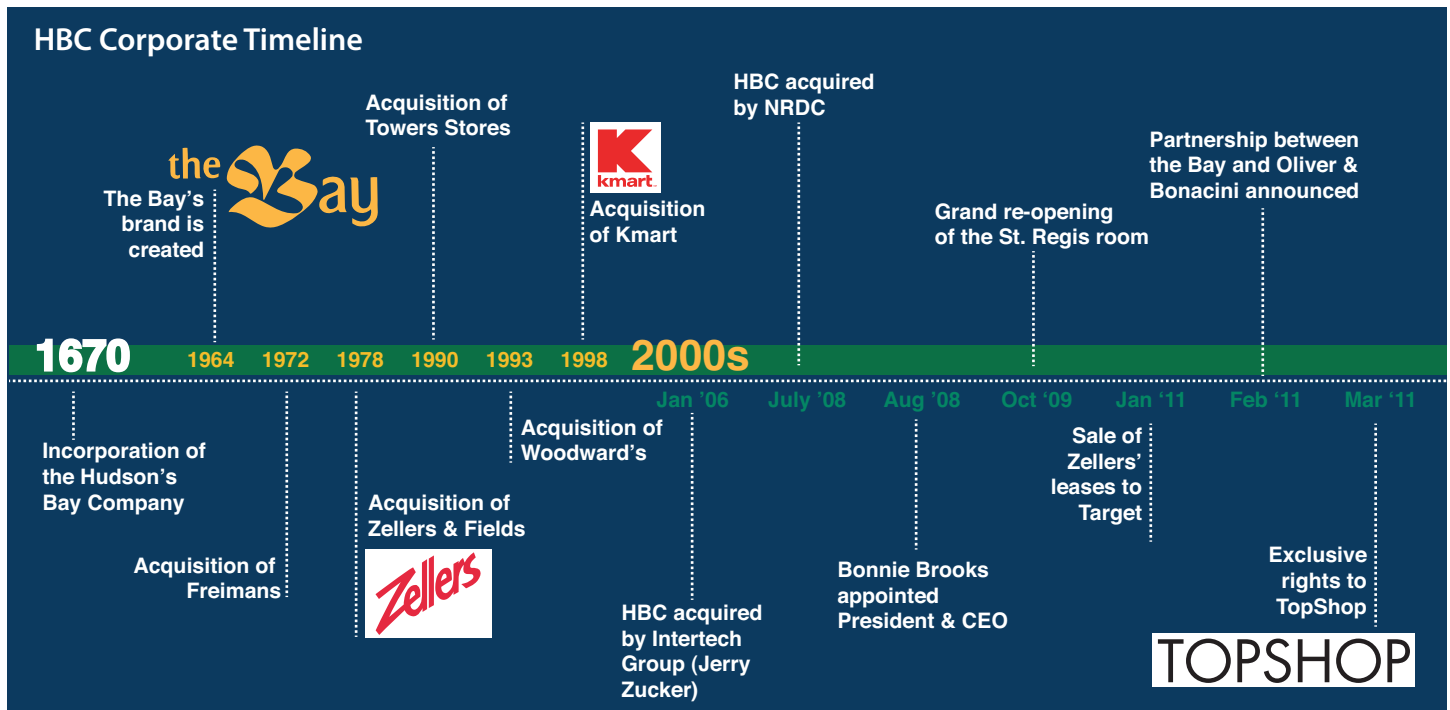 HBC Corporate Timeline
the Bay
The Bay's
brand is
created
Acquisition of
Towers Stores
kmart
Acquisition
of Kmart
HBC acquired
by NRDC
Grand re-opening
of the St. Regis room
Partnership between
the Bay and Oliver &
Bonacini announced
1670 1964 1972 1978 1990 1993 1998 2000s
Jan '06 July '08 Aug '08 Oct '09 Jan '11 Feb '11 Mar '11
Incorporation of
the Hudson's
Bay Company
Acquisition of
Freimans
Acquisition of
Zellers & Fields
Zellers
Acquisition of
Woodward's
HBC acquired
by Intertech
Group (Jerry
Zucker)
Bonnie Brooks
appointed
President & CEO
Sale of
Zellers'
leases to
Target
Exclusive
rights to
TopShop
TOPSHOP